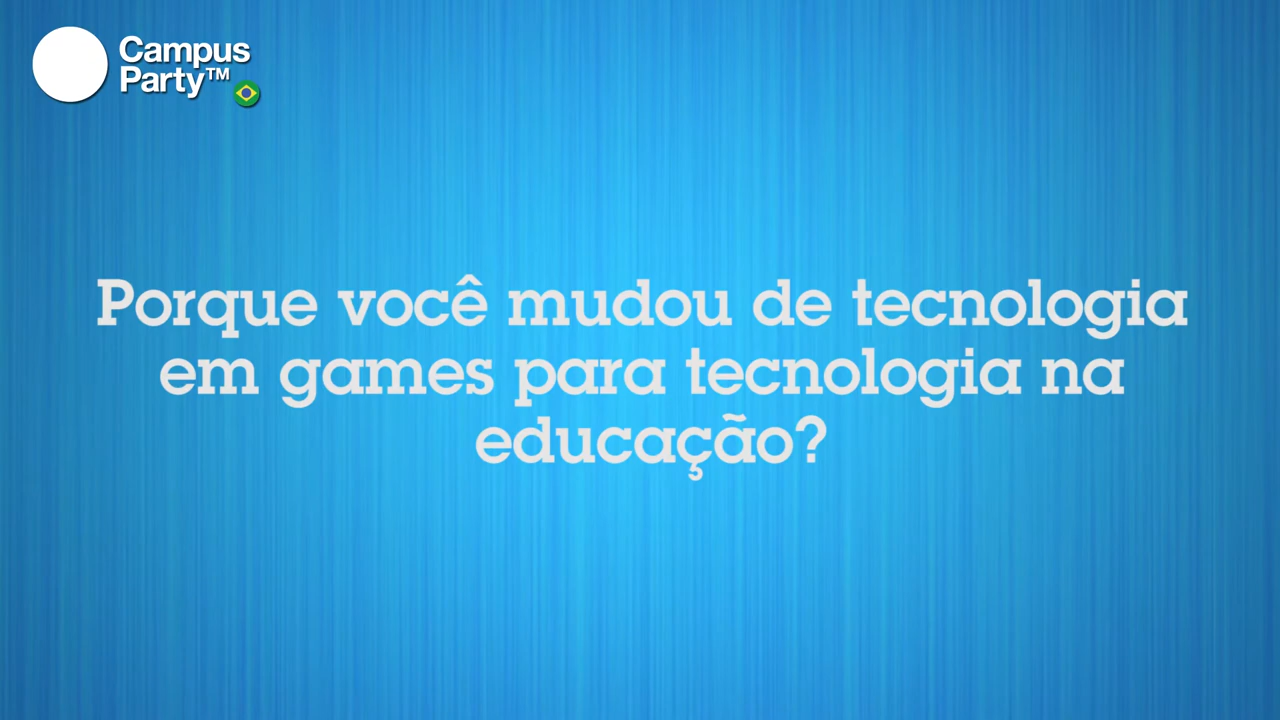 Campus
Party™
Porque você mudou de tecnologia
em games para tecnologia na
educação?